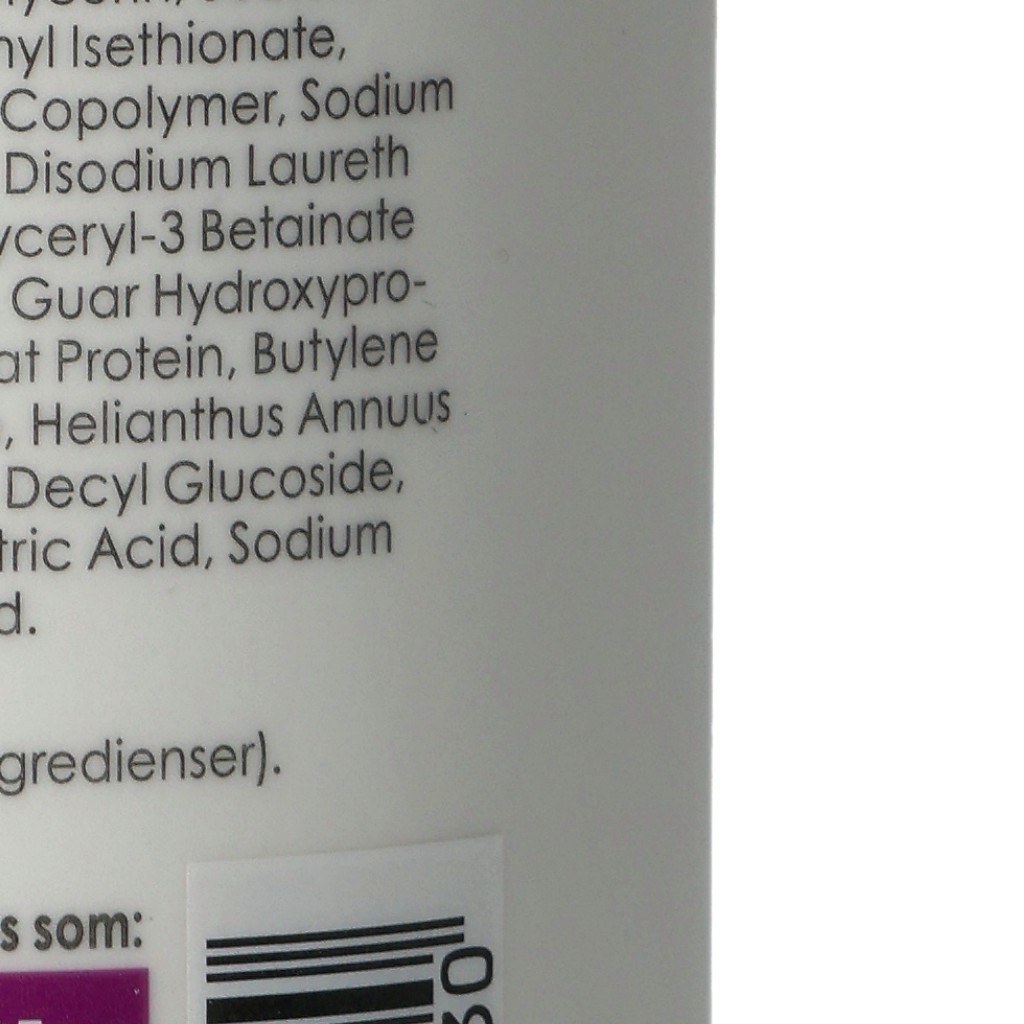 Isethionate,
Copolymer, Sodium
Disodium Laureth
yceryl-3 Betainate
Guar Hydroxypro-
at Protein, Butylene
, Helianthus Annuus
Decyl Glucoside,
tric Acid, Sodium
d.
gredienser).
s som: